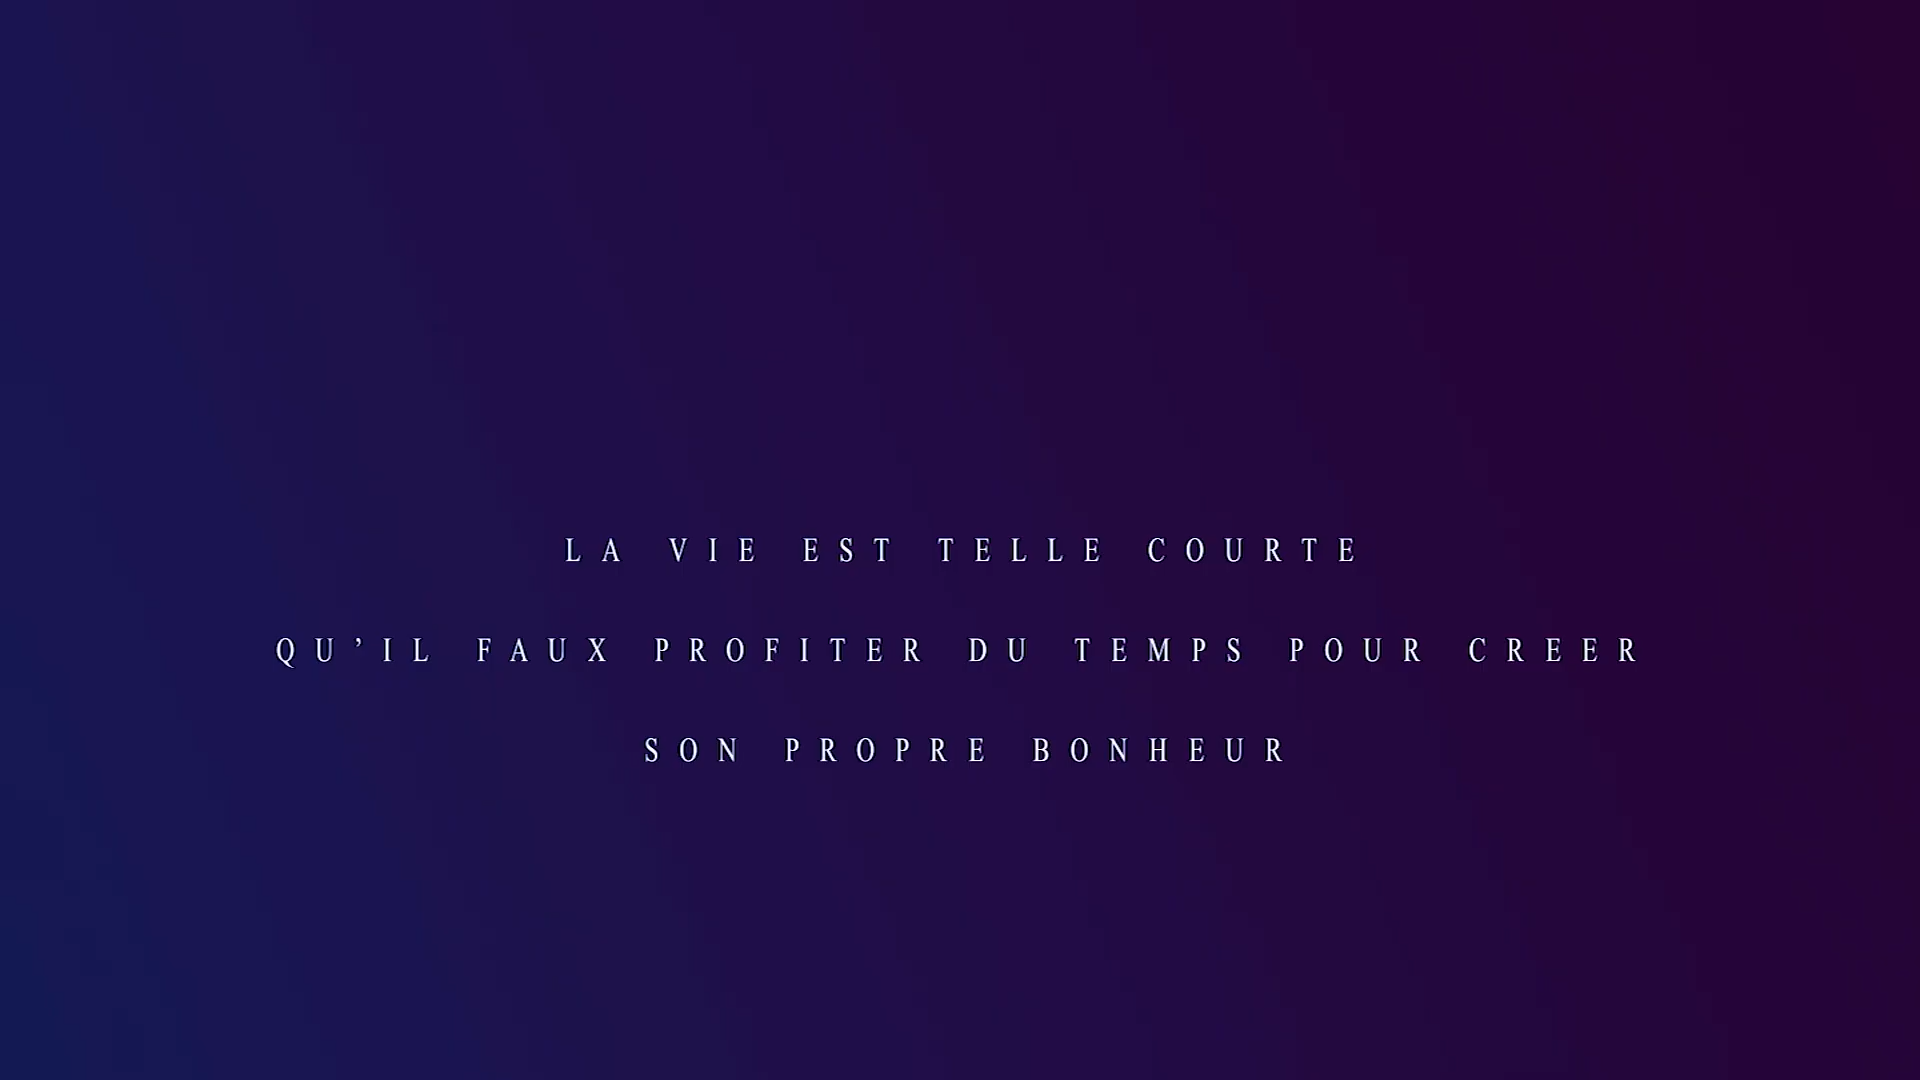 LA VIE EST TELLE COURTE
QU’IL FAUX PROFITER DU TEMPS POUR CREER
SON PROPRE BONHEUR